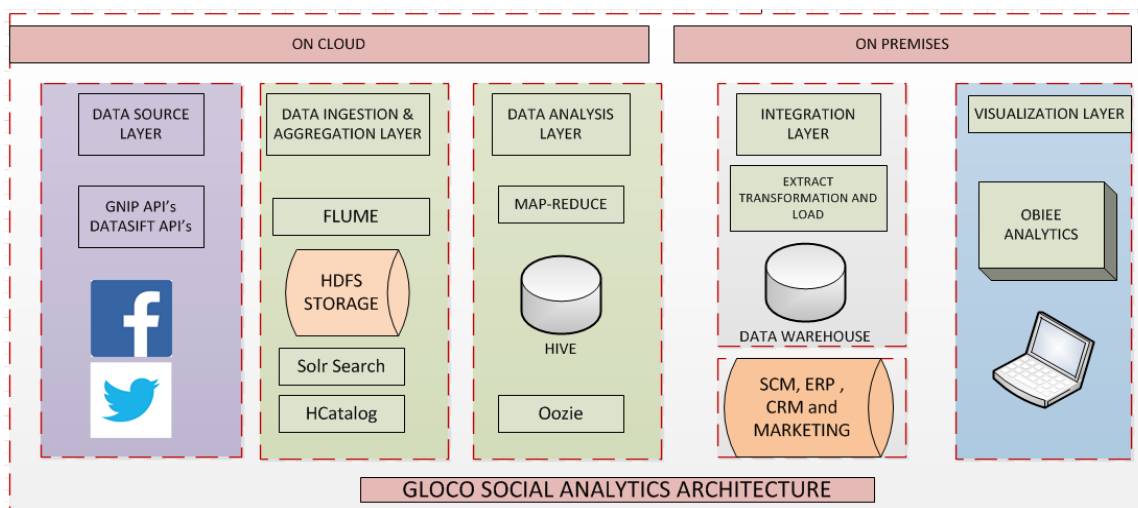 ON CLOUD
ON PREMISES
DATA SOURCE
LAYER
GNIP API's
DATASIFT API's
DATA INGESTION &
AGGREGATION LAYER
FLUME
HDFS
STORAGE
Solr Search
HCatalog
DATA ANALYSIS
LAYER
MAP-REDUCE
HIVE
Oozie
INTEGRATION
LAYER
EXTRACT
TRANSFORMATION AND
LOAD
DATA WAREHOUSE
SCM, ERP ,
CRM and
MARKETING
VISUALIZATION LAYER
OBIEE
ANALYTICS
GLOCO SOCIAL ANALYTICS ARCHITECTURE